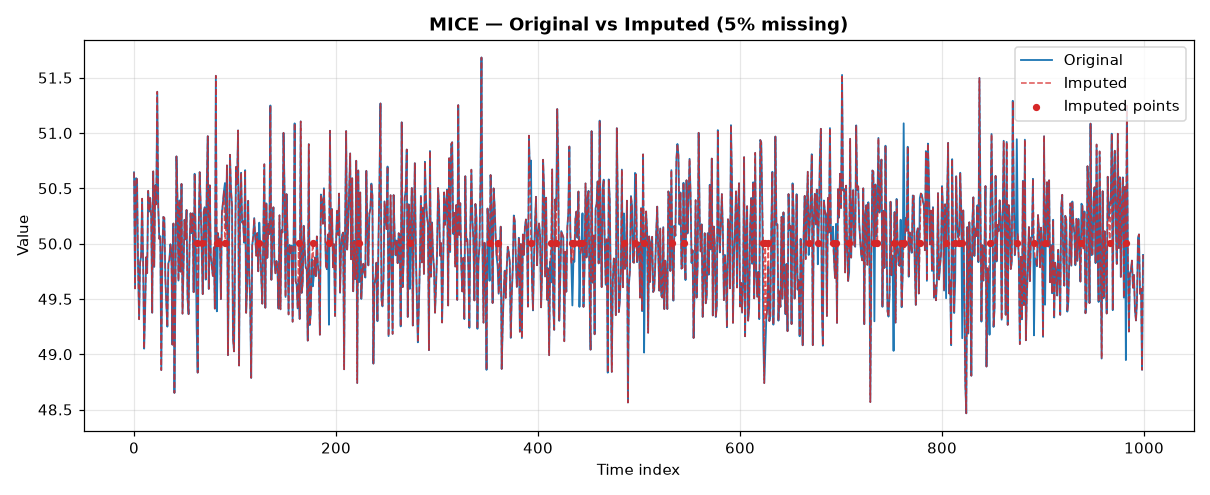 MICE — Original vs Imputed (5% missing)
Original
Imputed
Imputed points
Value
51.5
51.0
50.5
50.0
49.5
49.0
48.5
0
200
400
600
800
1000
Time index